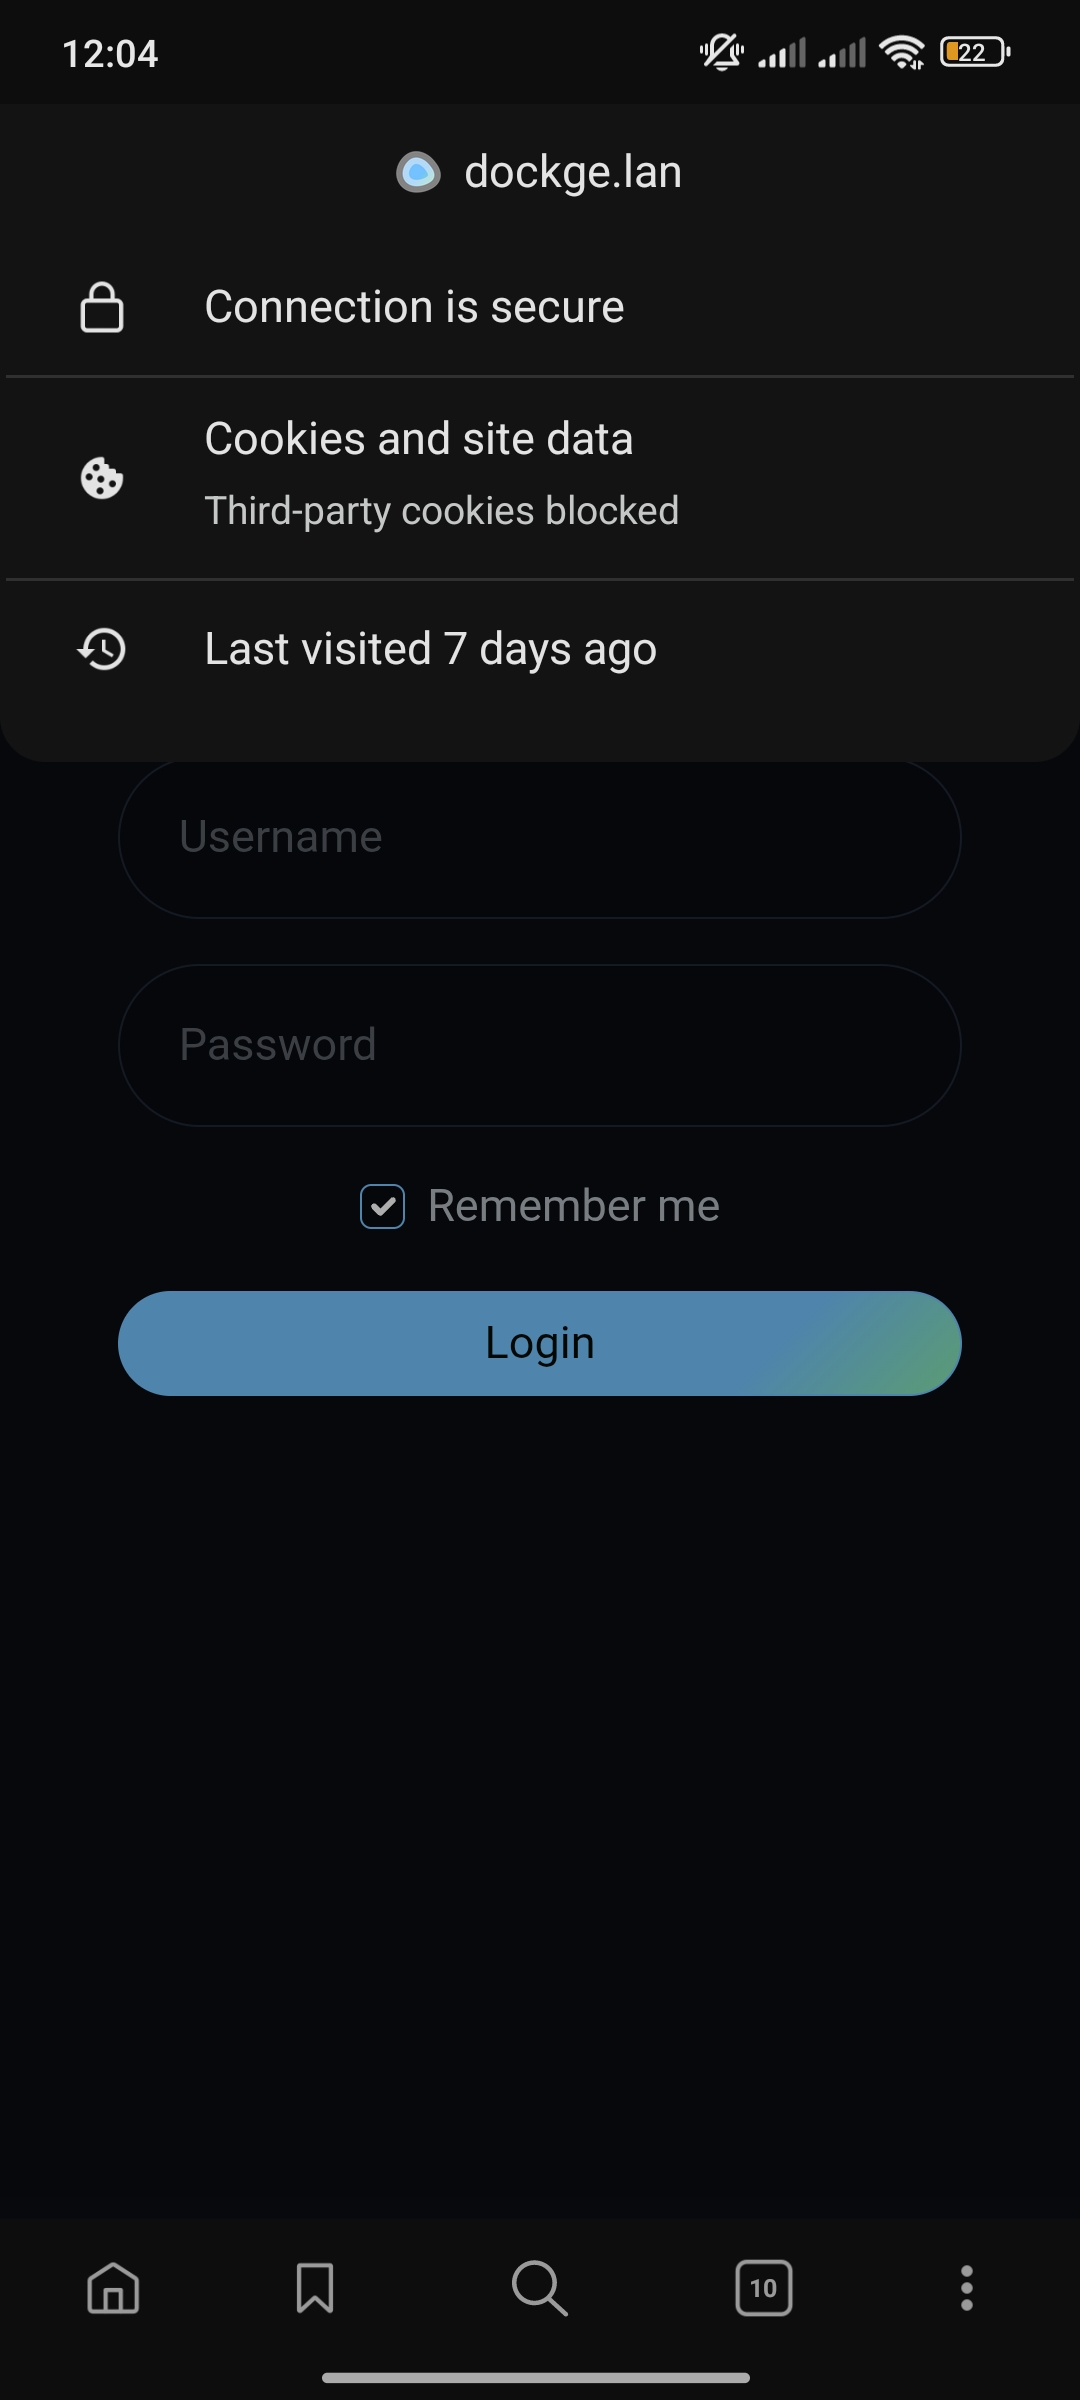 12:04
22
dockge.lan
Connection is secure
Cookies and site data
Third-party cookies blocked
Last visited 7 days ago
Username
Password
Remember me
Login
10